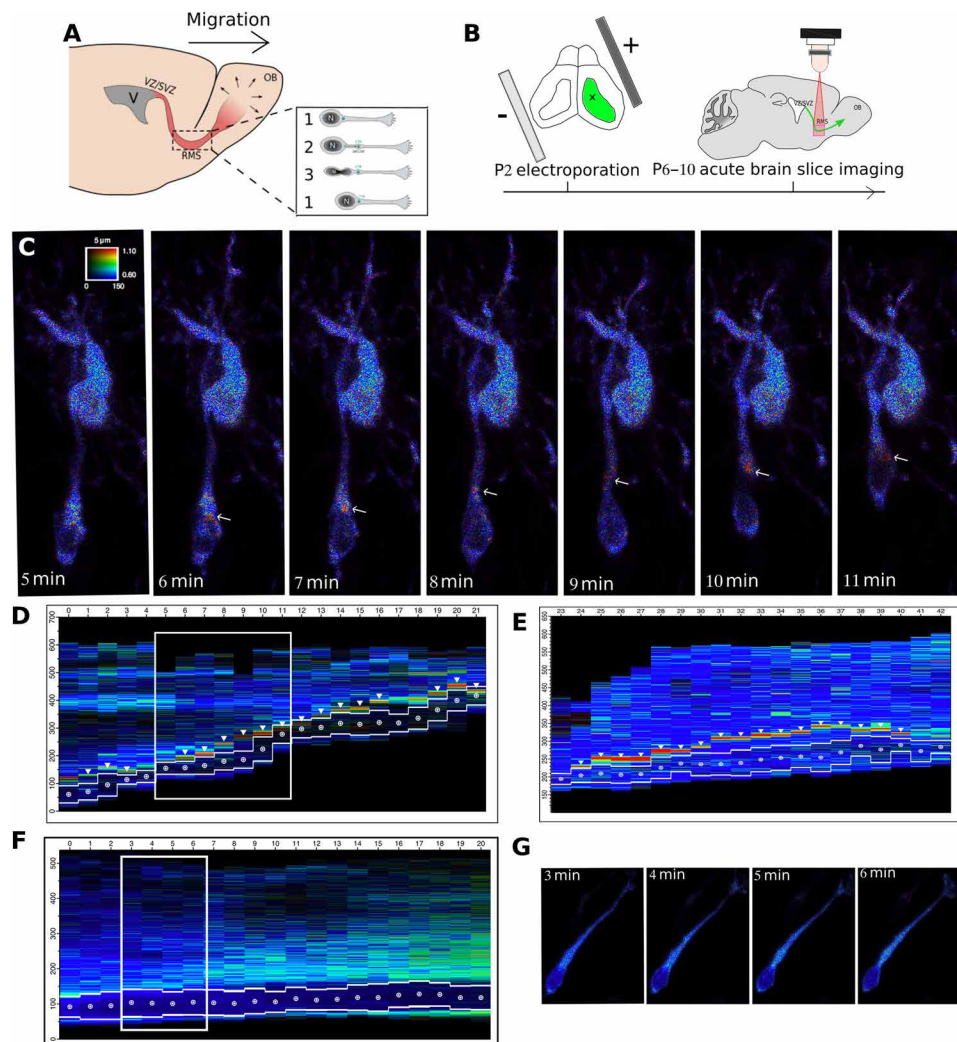 A
Migration
VZ/SVZ
V
OB
RMS
1
N
2
N
3
1
N
B
+
-
x
VZ/SVZ
RMS
OB
P2 electroporation
P6–10 acute brain slice imaging
C
5 µm
1.10
0.60
0 150
5 min
6 min
7 min
8 min
9 min
10 min
11 min
D
0 1 2 3 4 5 6 7 8 9 10 11 12 13 14 15 16 17 18 19 20 21
700
600
500
400
300
200
100
0
E
23 24 25 26 27 28 29 30 31 32 33 34 35 36 37 38 39 40 41 42
650
600
550
500
450
400
350
300
250
200
150
F
0 1 2 3 4 5 6 7 8 9 10 11 12 13 14 15 16 17 18 19 20
500
400
300
200
100
0
G
3 min
4 min
5 min
6 min